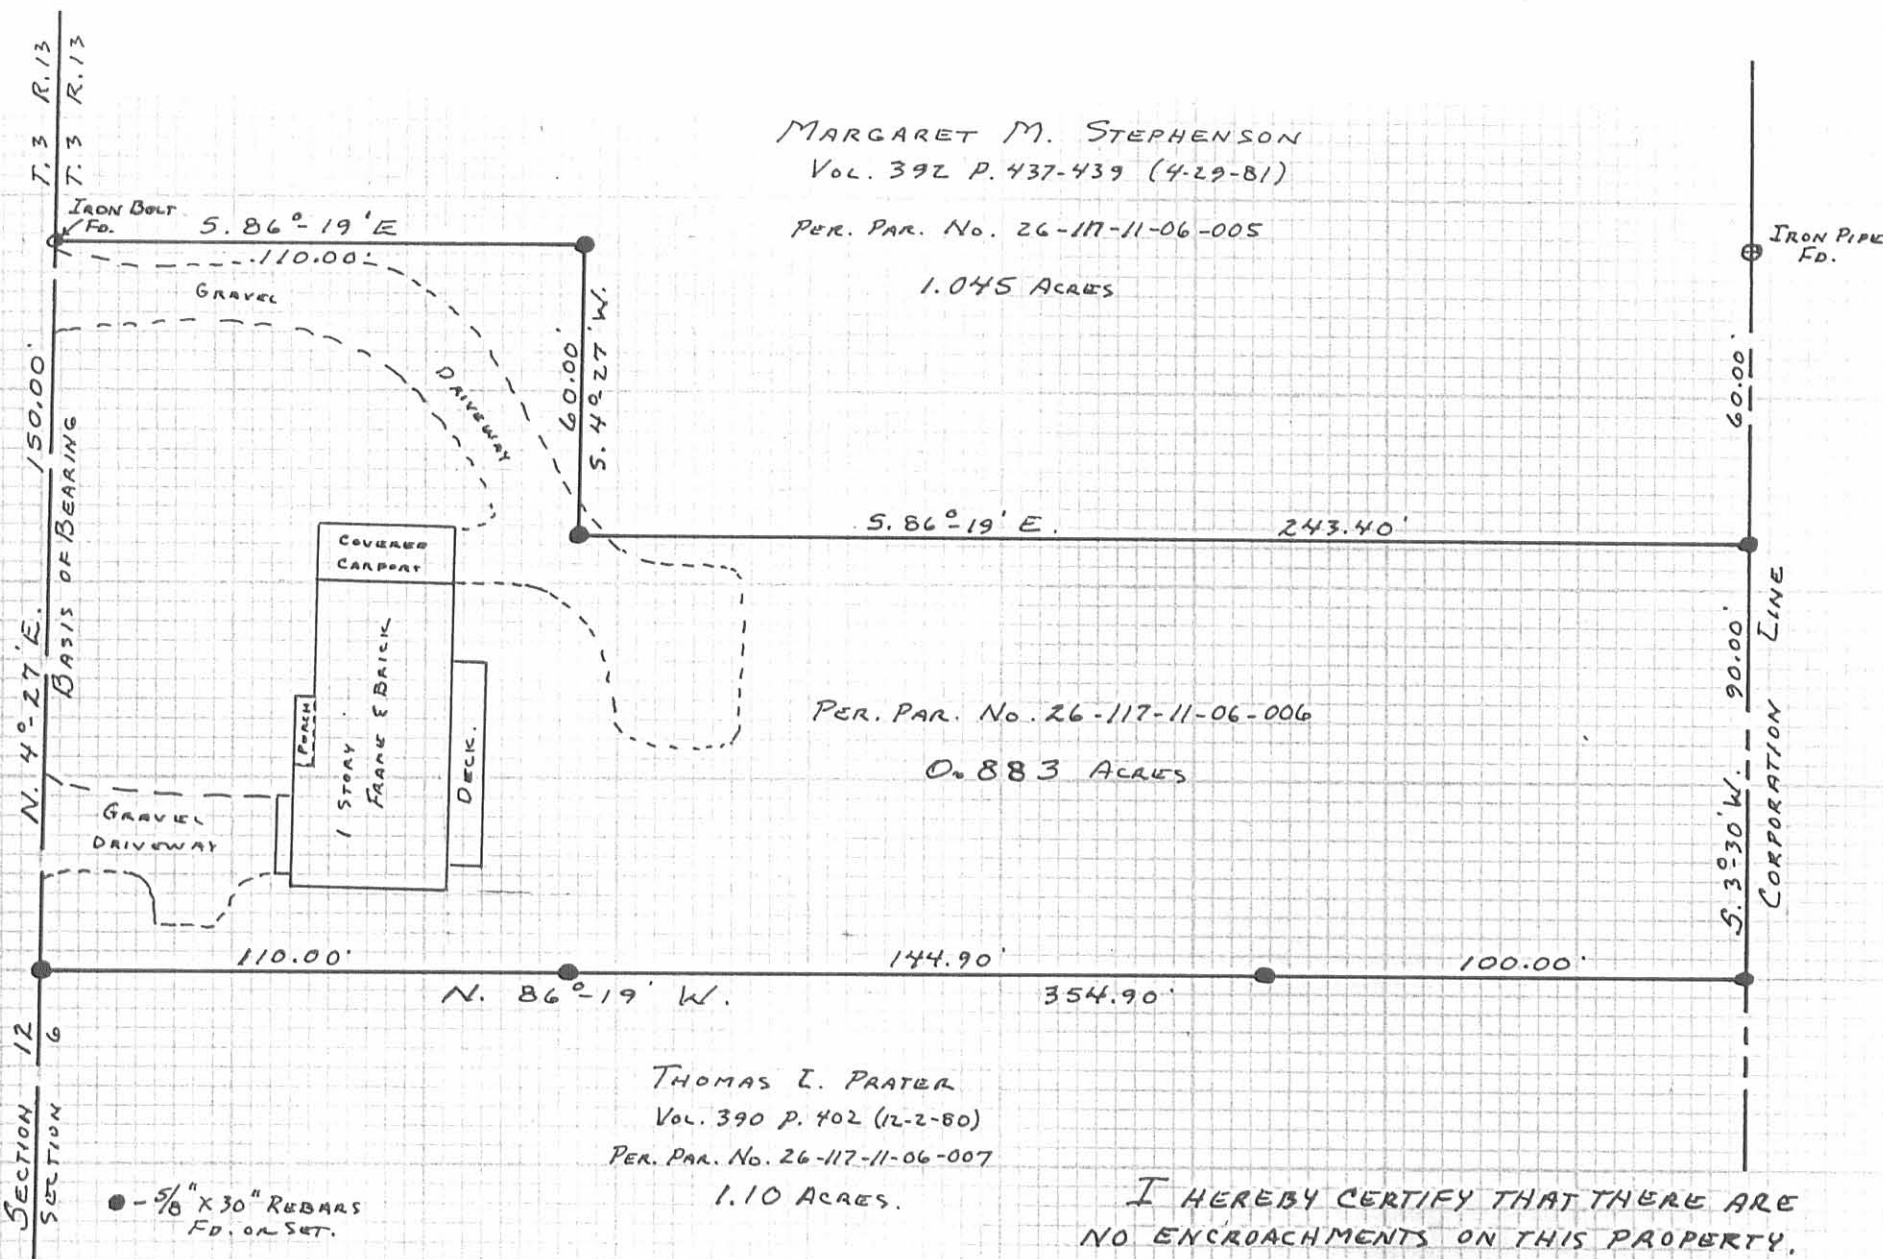 T.3 R.13
T.3 R.13
MARGARET M. STEPHENSON
VOL. 392 P. 437-439 (4-29-81)
PER. PAR. NO. 26-117-11-06-005
1.045 ACRES
IRON BOLT
FD.
S. 86°-19'E
110.00'
GRAVEL
DRIVEWAY
60.00'
S. 4°27'W.
IRON PIPE
FD.
60.00'
N. 4°-27'E. 150.00'
BASIS OF BEARING
S. 86°-19'E.
243.40'
COVERED
CARPORT
PORCH
1 STORY
FRAME & BRICK
DECK.
PER. PAR. NO. 26-117-11-06-006
0.883 ACRES
S. 3°-30'W. 90.00'
CORPORATION LINE
GRAVEL
DRIVEWAY
110.00'
144.90'
100.00'
N. 86°-19' W.
354.90'
SECTION 12
SECTION 6
THOMAS I. PRATER
VOL. 390 P. 402 (12-2-80)
PER. PAR. NO. 26-117-11-06-007
1.10 ACRES.
- 5/8" X 30" REBARS
FD. OR SET.
I HEREBY CERTIFY THAT THERE ARE
NO ENCROACHMENTS ON THIS PROPERTY.